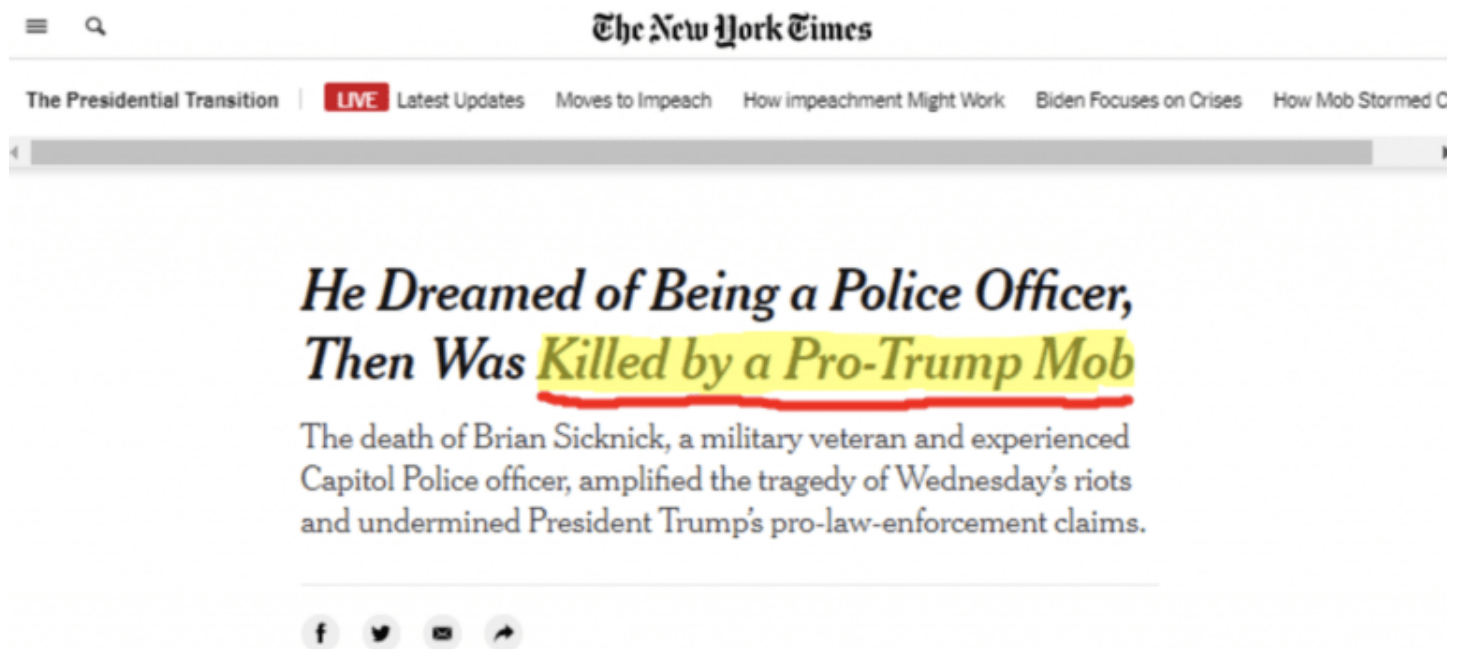 The New York Times
The Presidential Transition | LIVE Latest Updates Moves to Impeach How impeachment Might Work Biden Focuses on Crises How Mob Stormed C
He Dreamed of Being a Police Officer,
Then Was Killed by a Pro-Trump Mob
The death of Brian Sicknick, a military veteran and experienced
Capitol Police officer, amplified the tragedy of Wednesday's riots
and undermined President Trump's pro-law-enforcement claims.